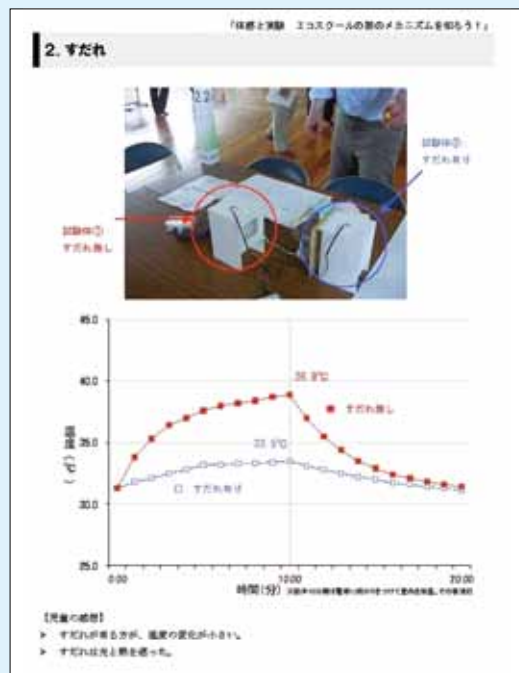 「体感と実験 エコスクールの影のメカニズムを知ろう！」
2. すだれ
試験体②：
すだれ有り
試験体①：
すだれ無し
45.0
40.0
35.0
30.0
25.0
温度（℃）
38.9℃
すだれ無し
33.5℃
すだれ有り
0:00
10:00
20:00
時間(分)
【児童の感想】
すだれが有る方が、温度の変化が小さい。
すだれは光と熱を遮った。